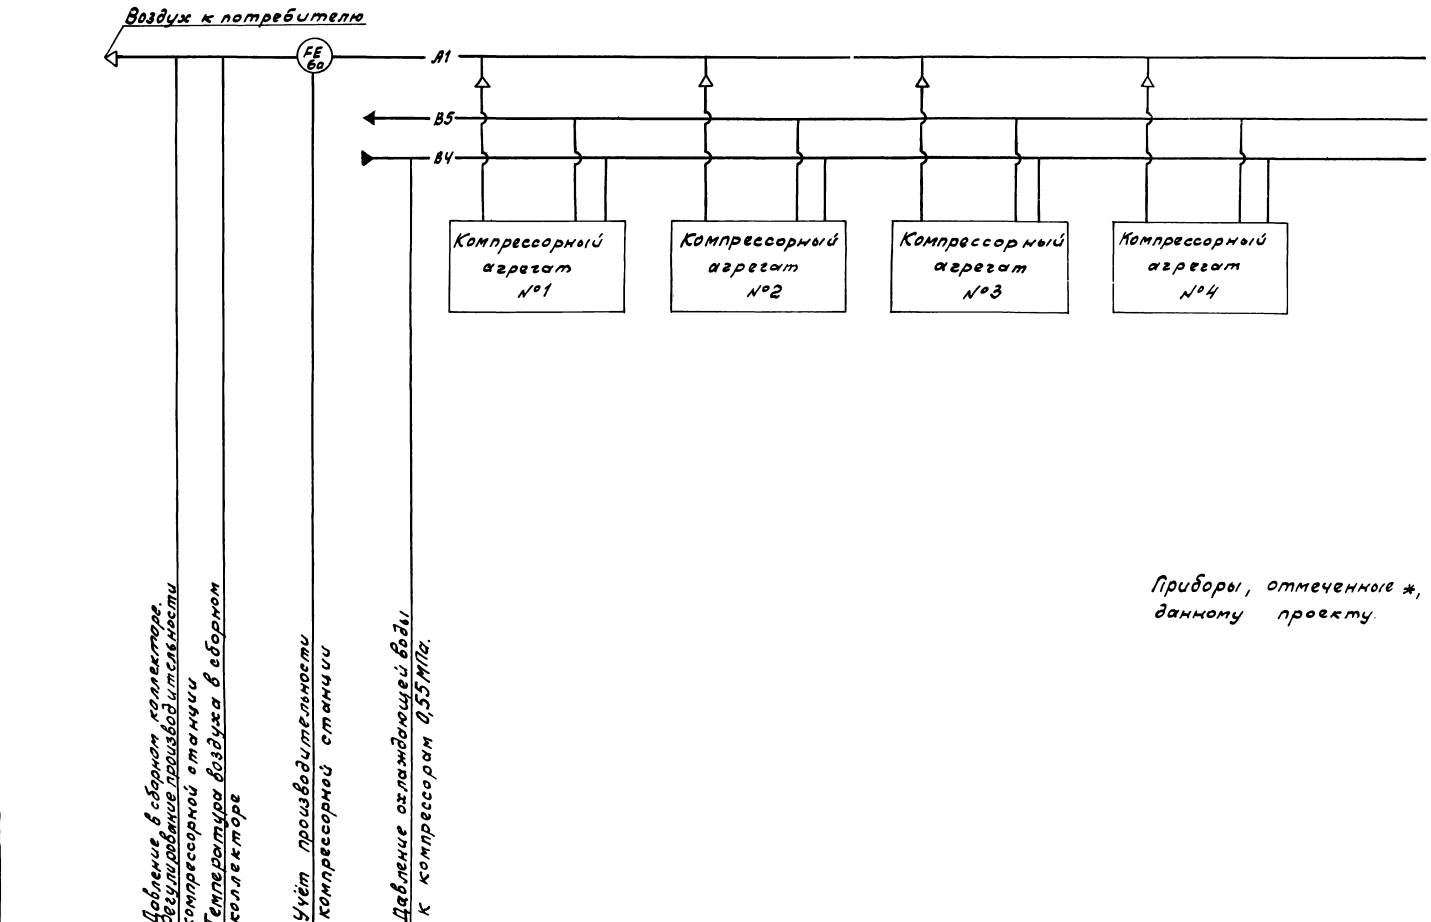 Воздух к потребителю
FE
6а
А1
В5
В4
Компрессорный
агрегат
№1
Компрессорный
агрегат
№2
Компрессорный
агрегат
№3
Компрессорный
агрегат
№4
Приборы, отмеченные *,
данному проекту.
Давление в сборном коллекторе.
Регулирование производительности
компрессорной станции
Температура воздуха в сборном
коллекторе
Учёт производительности
компрессорной станции
Давление охлаждающей воды
к компрессорам 0,55 МПа.